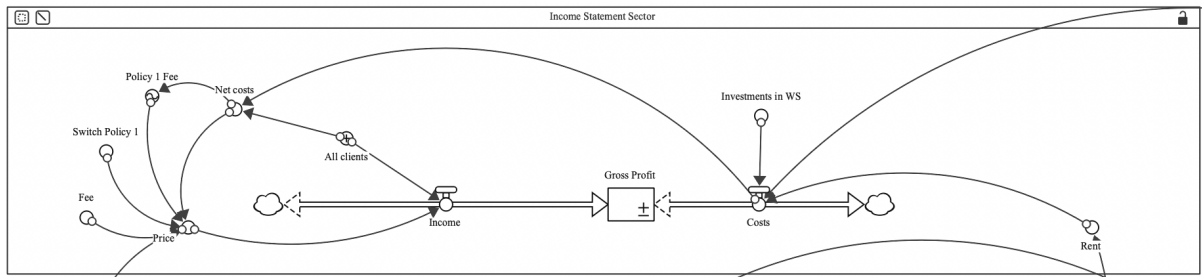 Income Statement Sector
Policy 1 Fee
Net costs
Investments in WS
Switch Policy 1
All clients
Gross Profit
Fee
Price
Income
Costs
Rent